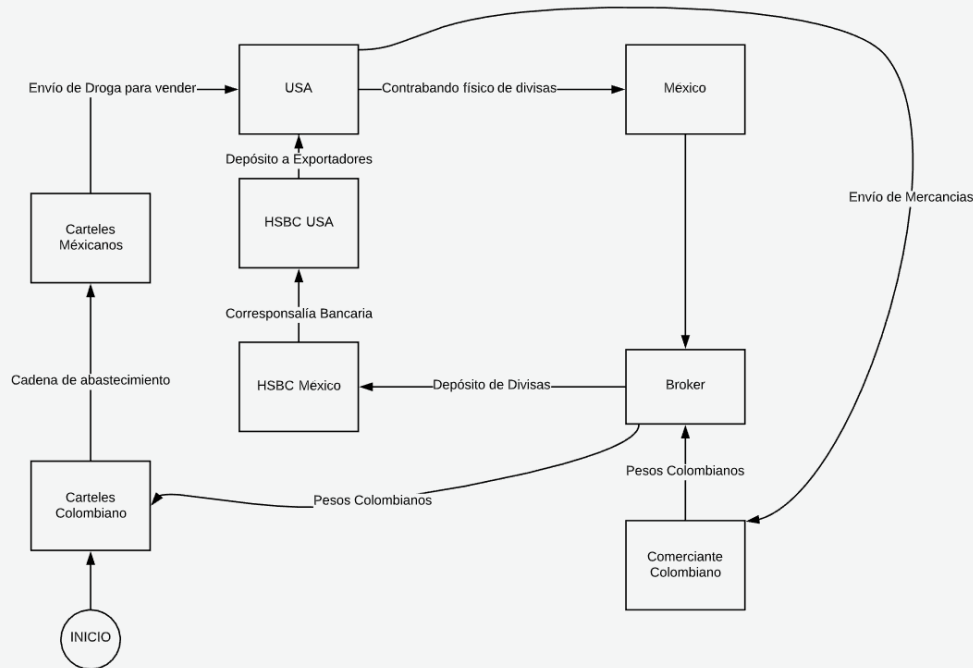 Envío de Droga para vender
USA
Contrabando físico de divisas
México
Depósito a Exportadores
Carteles
Méxicanos
HSBC USA
Envío de Mercancias
Corresponsalía Bancaria
Cadena de abastecimiento
HSBC México
Depósito de Divisas
Broker
Pesos Colombianos
Pesos Colombianos
Carteles
Colombiano
Comerciante
Colombiano
INICIO